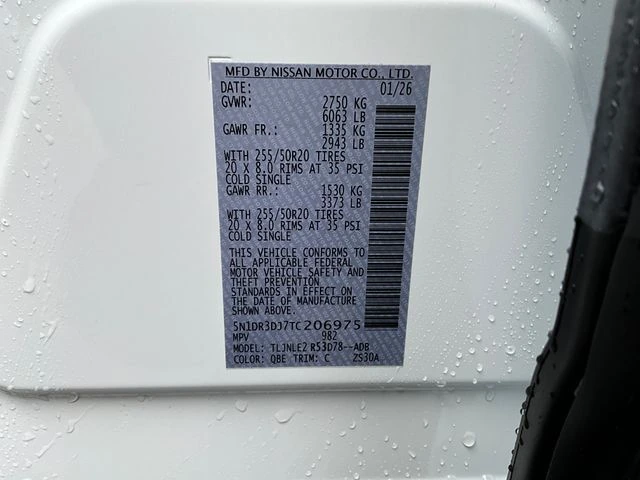 MFD BY NISSAN MOTOR CO., LTD.
DATE: 01/26
GVWR: 2750 KG
6063 LB
GAWR FR.: 1335 KG
2943 LB
WITH 255/50R20 TIRES
20 X 8.0 RIMS AT 35 PSI
COLD SINGLE
GAWR RR.: 1530 KG
3373 LB
WITH 255/50R20 TIRES
20 X 8.0 RIMS AT 35 PSI
COLD SINGLE
THIS VEHICLE CONFORMS TO
ALL APPLICABLE FEDERAL
MOTOR VEHICLE SAFETY AND
THEFT PREVENTION
STANDARDS IN EFFECT ON
THE DATE OF MANUFACTURE
SHOWN ABOVE.
5N1DR3DJ7TC206975
MPV 982
MODEL: TLJNLE2 R53D78--ADB
COLOR: QBE TRIM: C ZS30A